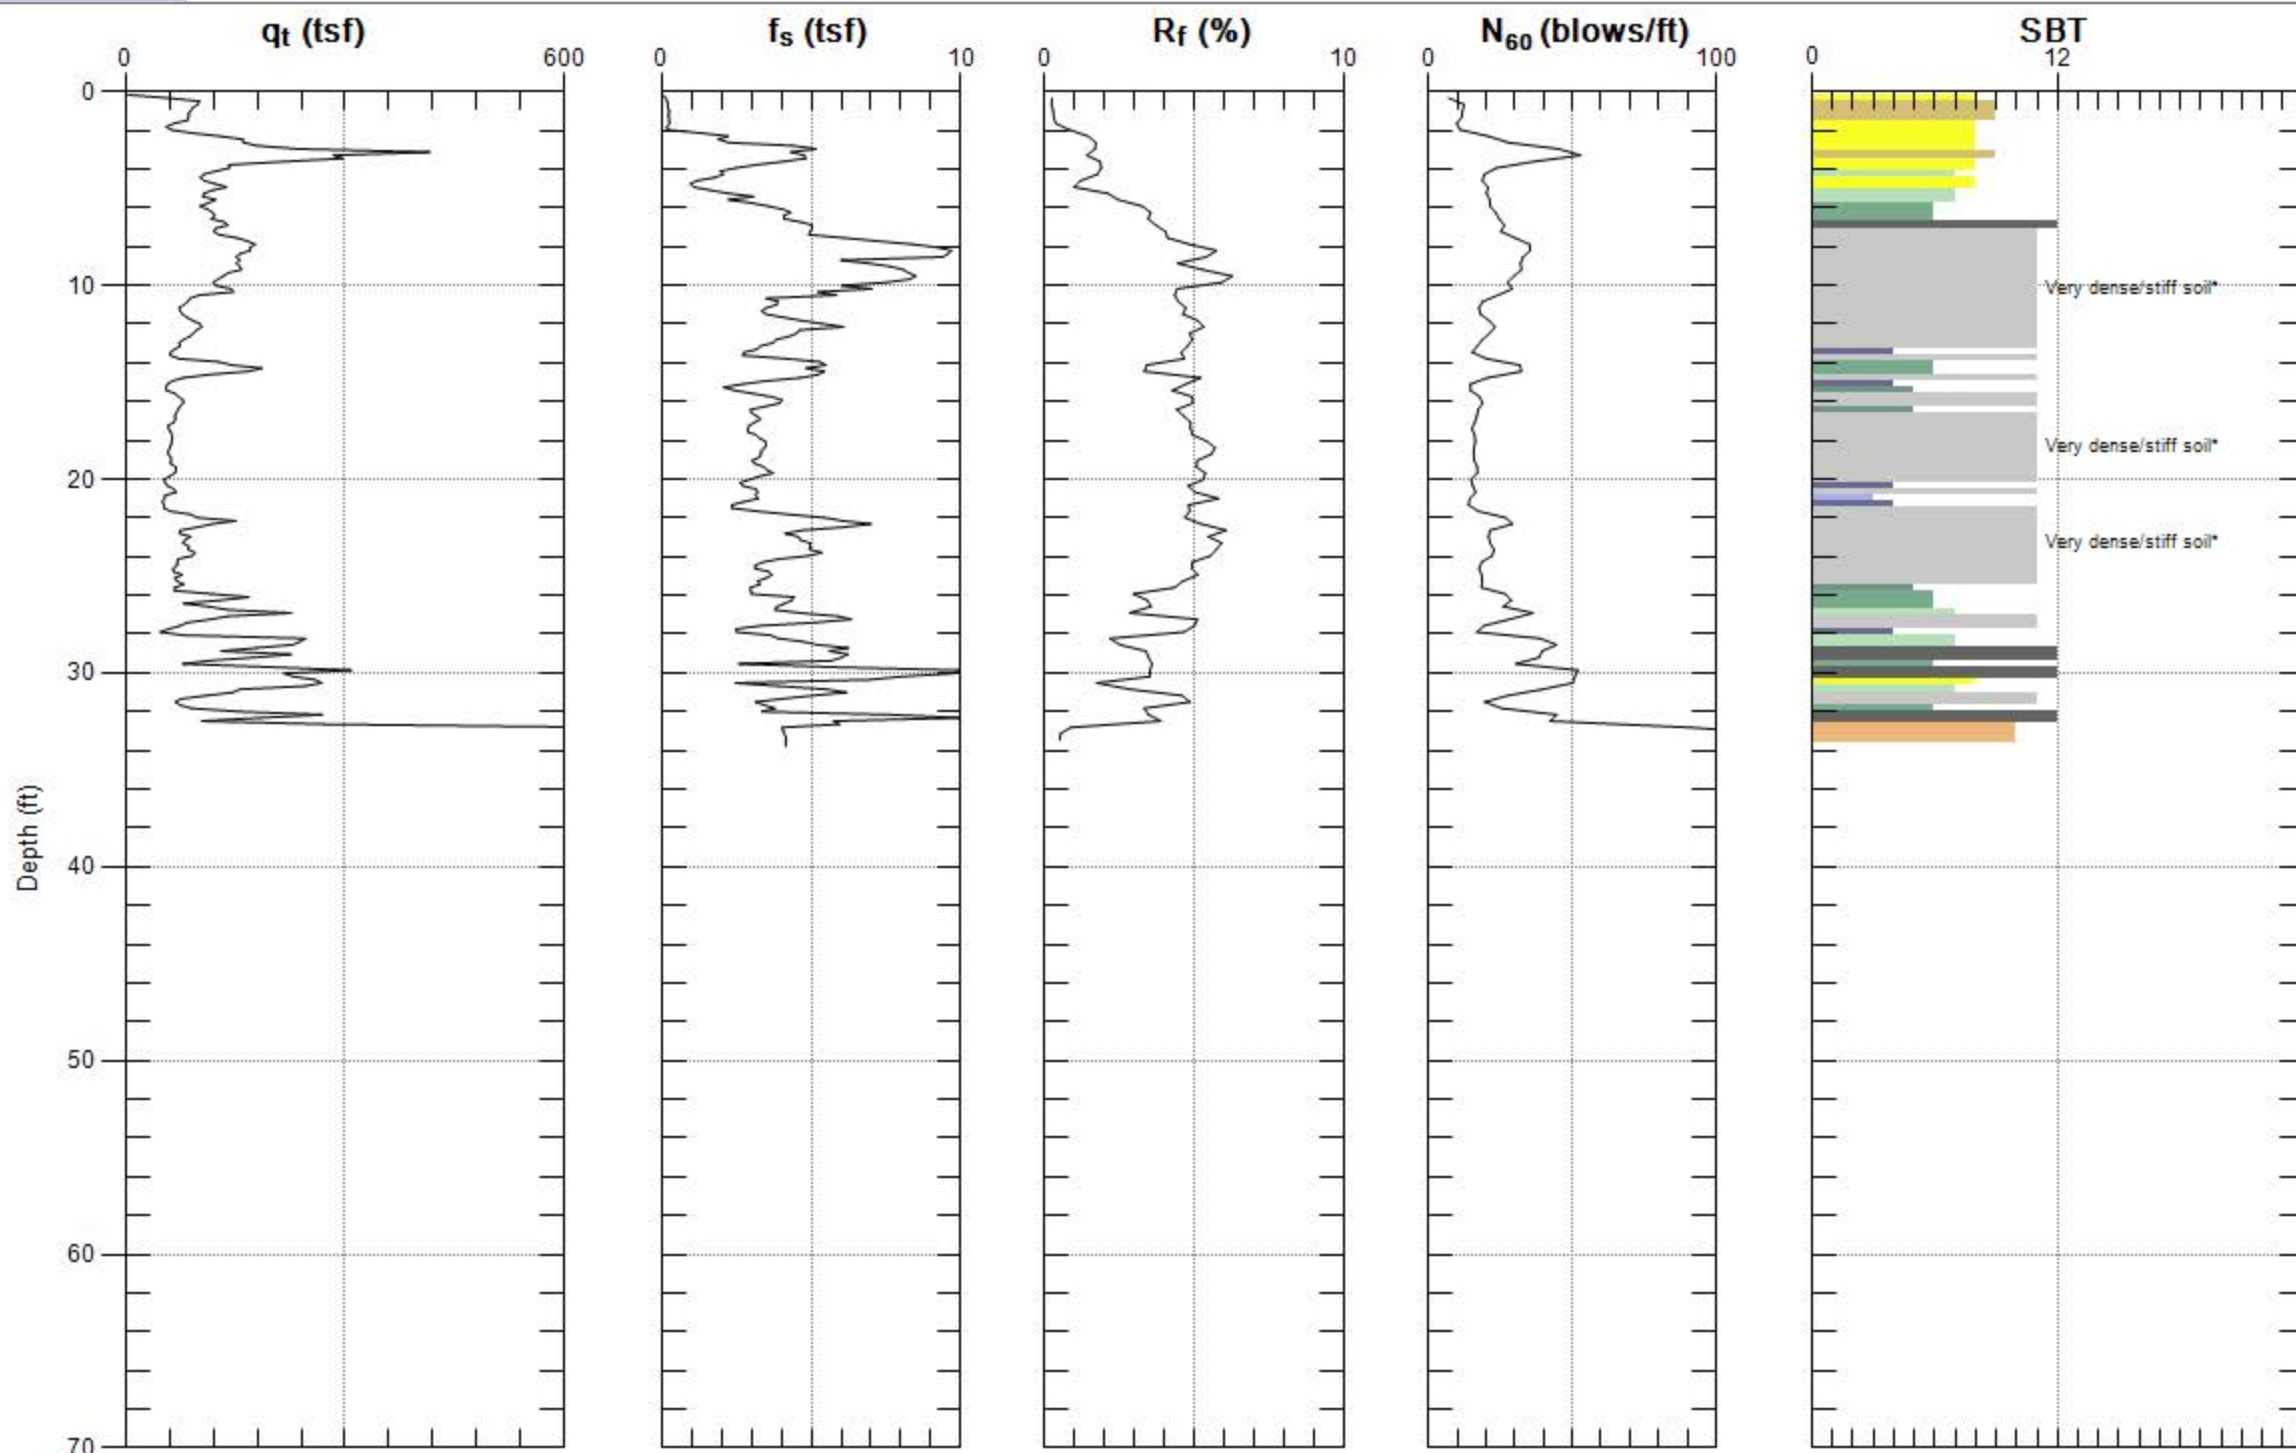 qt (tsf) fs (tsf) Rf (%) N60 (blows/ft) SBT
0 600 0 10 0 10 0 100 0 12
0
10
Very dense/stiff soil*
Very dense/stiff soil*
20
Very dense/stiff soil*
30
Depth (ft)
40
50
60
70